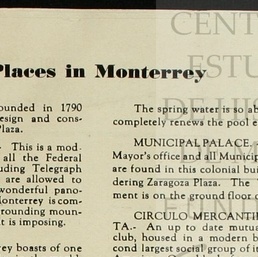 CENT
ESTU
DE HIS
Places in Monterrey
ounded in 1790
esign and cons-
Plaza.
- This is a mod-
all the Federal
cluding Telegraph
are allowed to
wonderful pano-
onterrey is com-
rounding moun-
t is imposing.
rey boasts of one
The spring water is so ab
completely renews the pool e
MUNICIPAL PALACE.
Mayor's office and all Municip
are found in this colonial buil
dering Zaragoza Plaza. The
ment is on the ground floor o
CIRCULO MERCANTI
TA.- An up to date mutua
club, housed in a modern b
cond largest social group of i